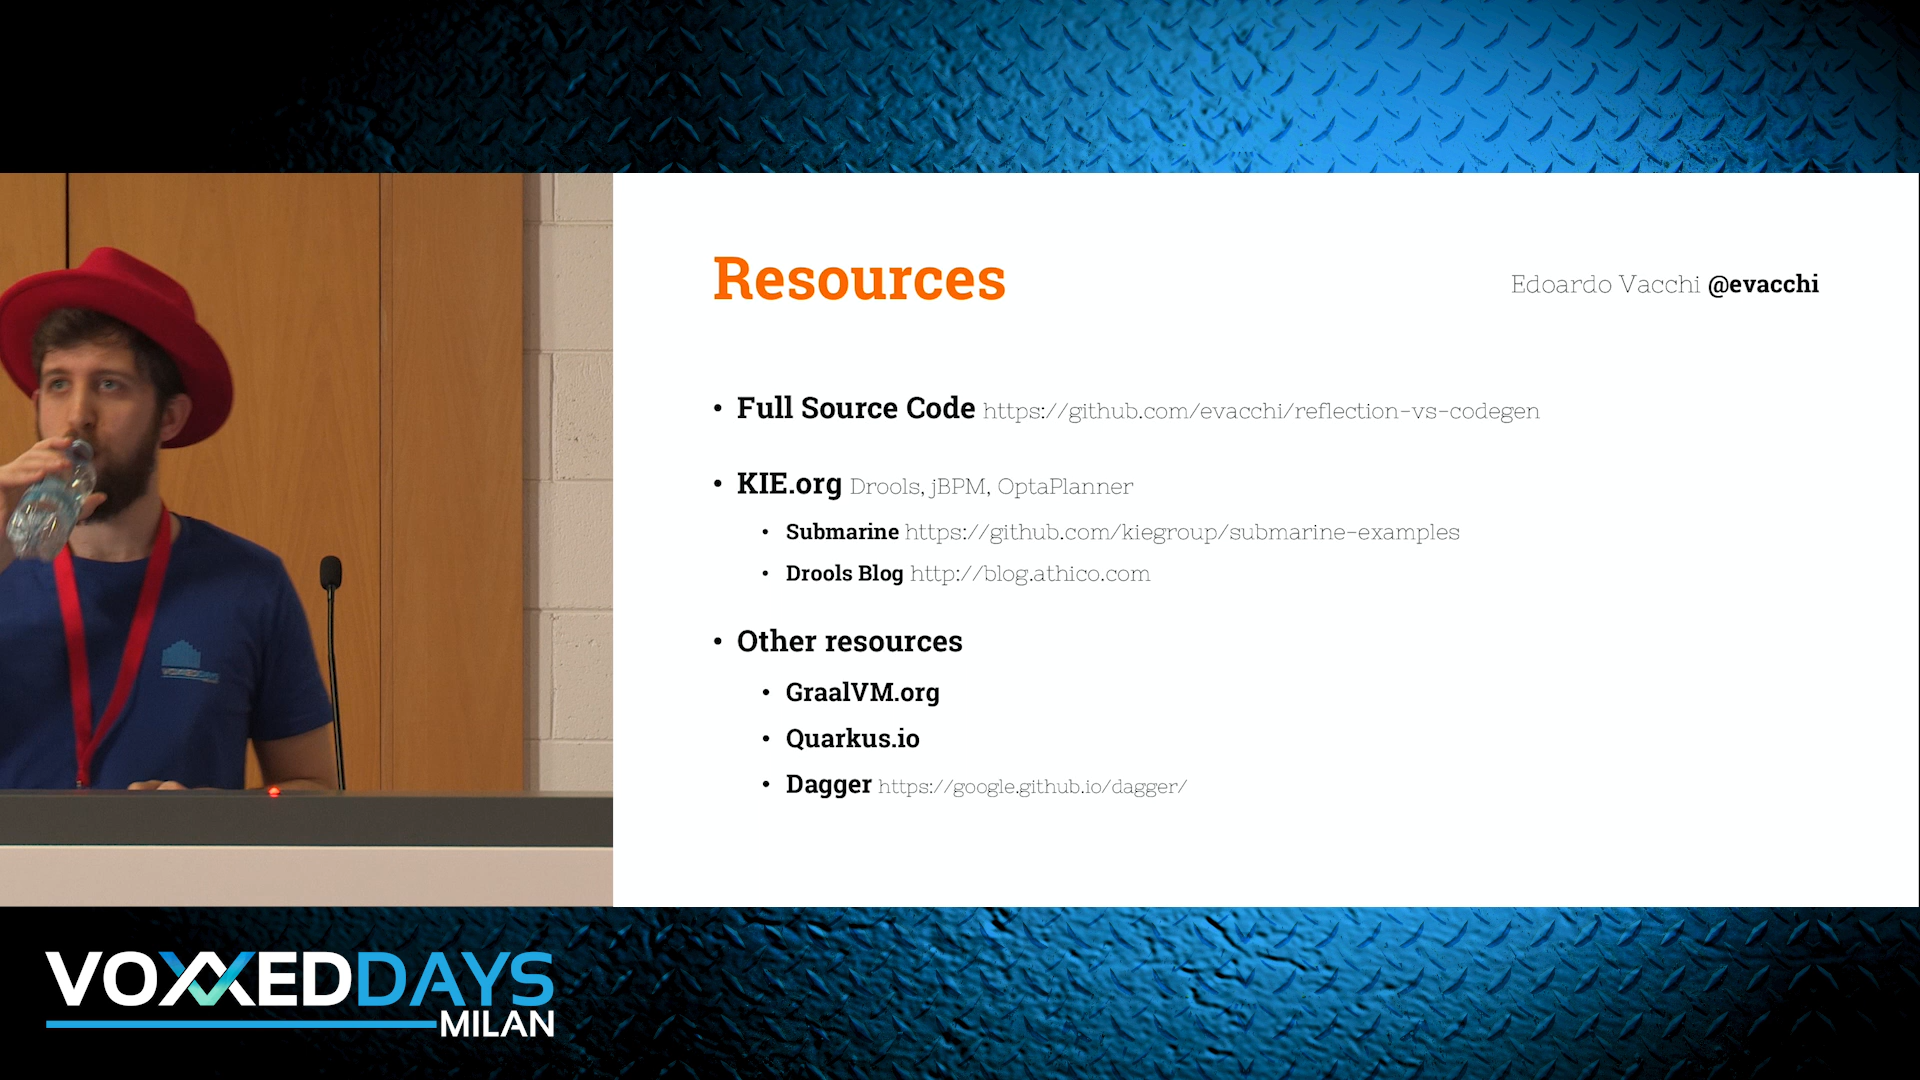 Resources
Edoardo Vacchi @evacchi
• Full Source Code https://github.com/evacchi/reflection-vs-codegen
• KIE.org Drools, jBPM, OptaPlanner
• Submarine https://github.com/kiegroup/submarine-examples
• Drools Blog http://blog.athico.com
• Other resources
• GraalVM.org
• Quarkus.io
• Dagger https://google.github.io/dagger/
VOXXEDDAYS
MILAN